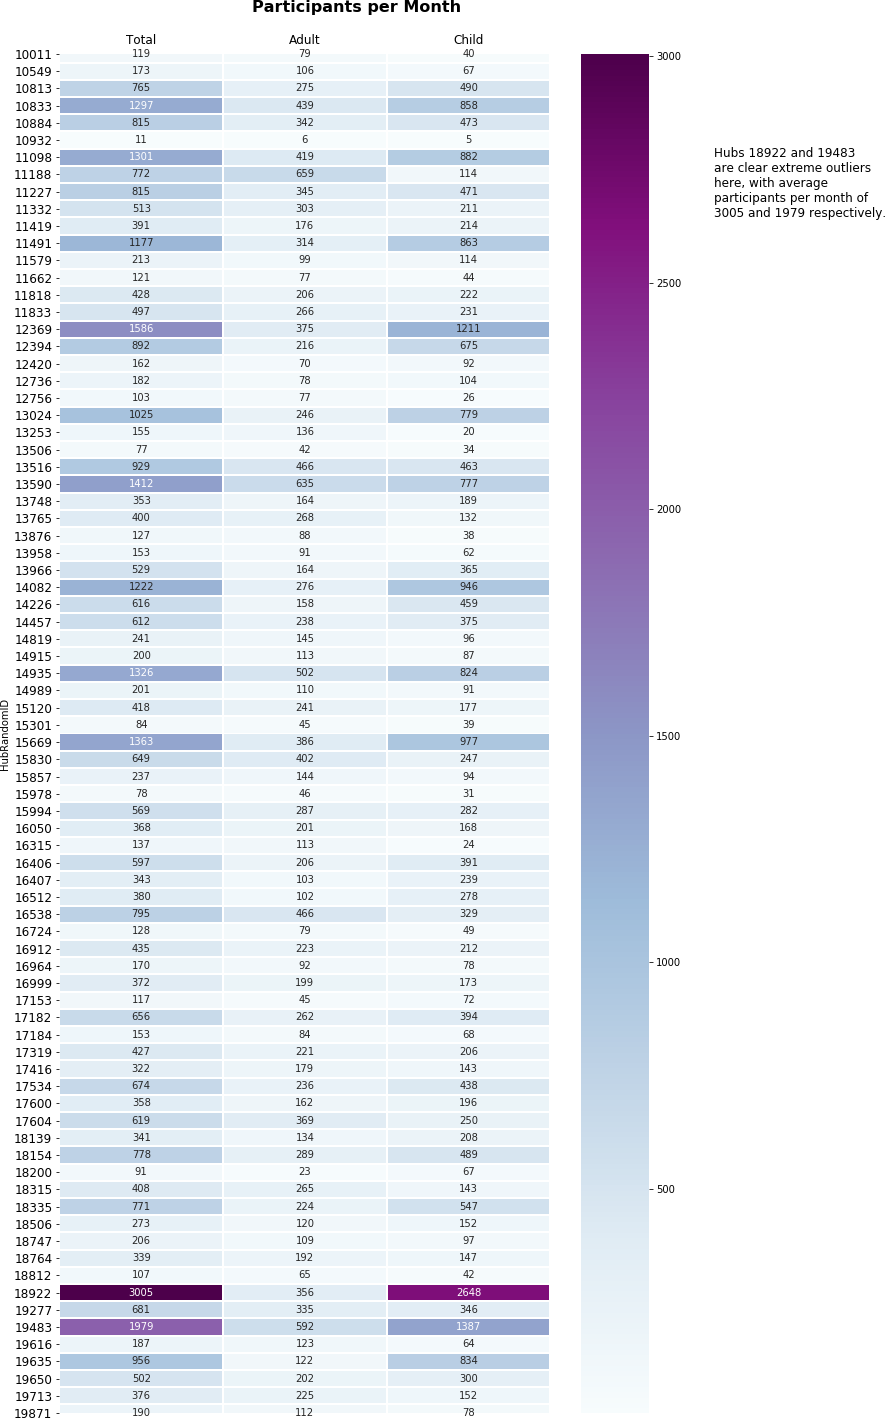 Participants per Month
Total Adult Child
10011 119 79 40
10549 173 106 67
10813 765 275 490
10833 1297 439 858
10884 815 342 473
10932 11 6 5
11098 1301 419 882
11188 772 659 114
11227 815 345 471
11332 513 303 211
11419 391 176 214
11491 1177 314 863
11579 213 99 114
11662 121 77 44
11818 428 206 222
11833 497 266 231
12369 1586 375 1211
12394 892 216 675
12420 162 70 92
12736 182 78 104
12756 103 77 26
13024 1025 246 779
13253 155 136 20
13506 77 42 34
13516 929 466 463
13590 1412 635 777
13748 353 164 189
13765 400 268 132
13876 127 88 38
13958 153 91 62
13966 529 164 365
14082 1222 276 946
14226 616 158 459
14457 612 238 375
14819 241 145 96
14915 200 113 87
14935 1326 502 824
14989 201 110 91
15120 418 241 177
15301 84 45 39
15669 1363 386 977
15830 649 402 247
15857 237 144 94
15978 78 46 31
15994 569 287 282
16050 368 201 168
16315 137 113 24
16406 597 206 391
16407 343 103 239
16512 380 102 278
16538 795 466 329
16724 128 79 49
16912 435 223 212
16964 170 92 78
16999 372 199 173
17153 117 45 72
17182 656 262 394
17184 153 84 68
17319 427 221 206
17416 322 179 143
17534 674 236 438
17600 358 162 196
17604 619 369 250
18139 341 134 208
18154 778 289 489
18200 91 23 67
18315 408 265 143
18335 771 224 547
18506 273 120 152
18747 206 109 97
18764 339 192 147
18812 107 65 42
18922 3005 356 2648
19277 681 335 346
19483 1979 592 1387
19616 187 123 64
19635 956 122 834
19650 502 202 300
19713 376 225 152
19871 190 112 78
HubRandomID
3000
2500
2000
1500
1000
500
Hubs 18922 and 19483
are clear extreme outliers
here, with average
participants per month of
3005 and 1979 respectively.